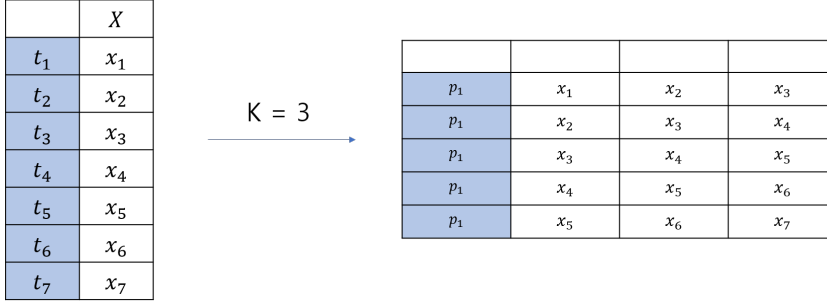 X
t₁ x₁
t₂ x₂
t₃ x₃
t₄ x₄
t₅ x₅
t₆ x₆
t₇ x₇
K = 3
p₁ x₁ x₂ x₃
p₁ x₂ x₃ x₄
p₁ x₃ x₄ x₅
p₁ x₄ x₅ x₆
p₁ x₅ x₆ x₇